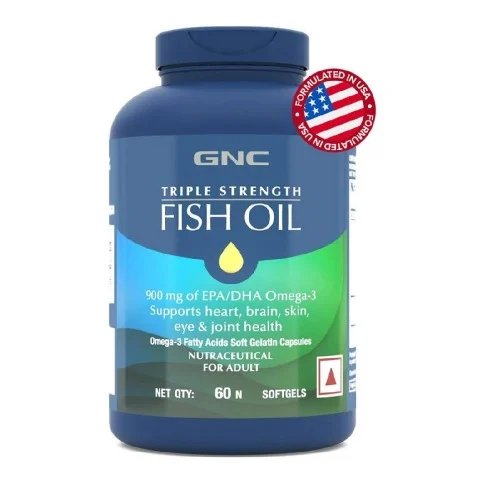 FORMULATED IN USA
FORMULATED IN USA
GNC
TRIPLE STRENGTH
FISH OIL
900 mg of EPA/DHA Omega-3
Supports heart, brain, skin,
eye & joint health
Omega-3 Fatty Acids Soft Gelatin Capsules
NUTRACEUTICAL
FOR ADULT
NET QTY: 60 N SOFTGELS